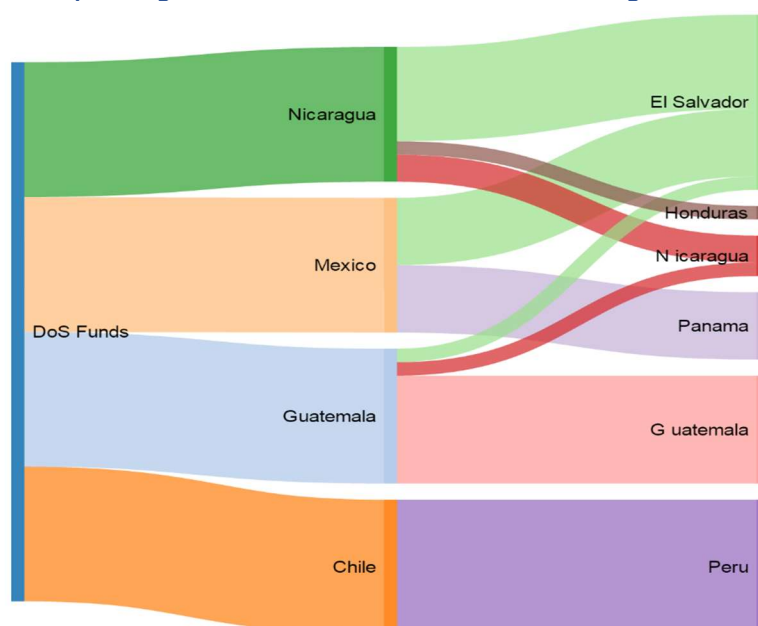 DoS Funds
Nicaragua
Mexico
Guatemala
Chile
El Salvador
Honduras
N icaragua
Panama
G uatemala
Peru